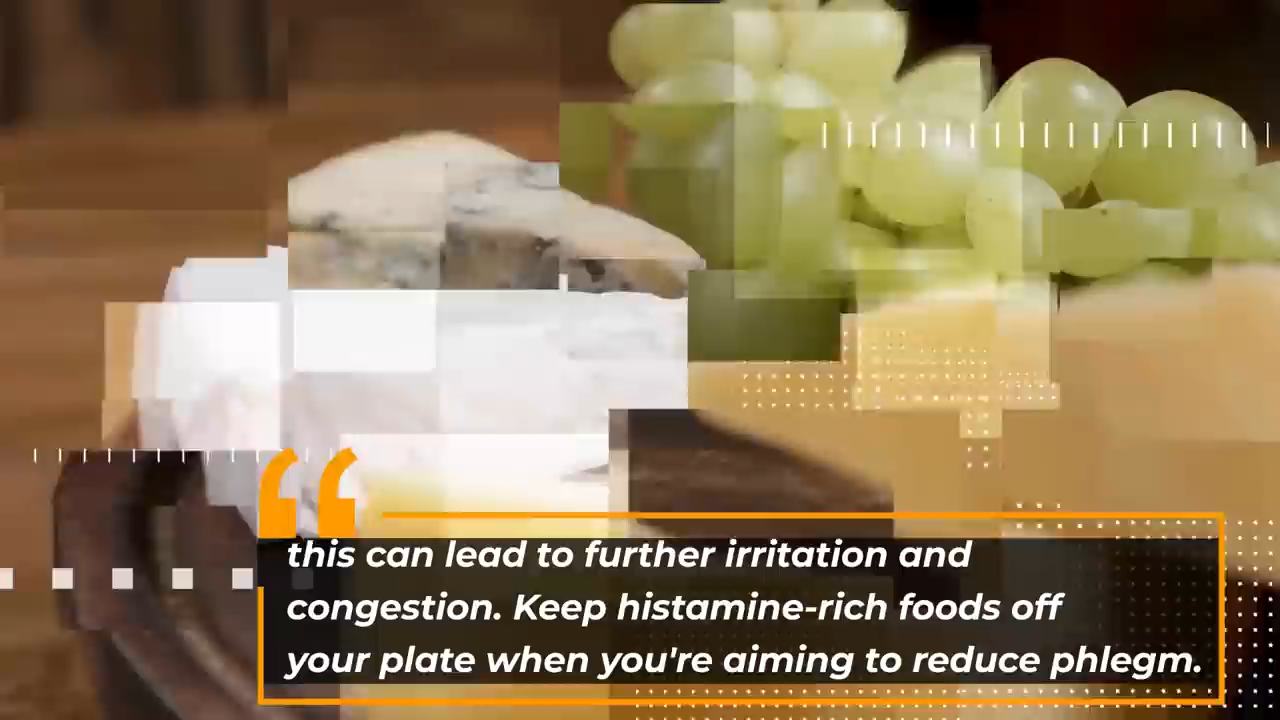 this can lead to further irritation and
congestion. Keep histamine-rich foods off
your plate when you're aiming to reduce phlegm.